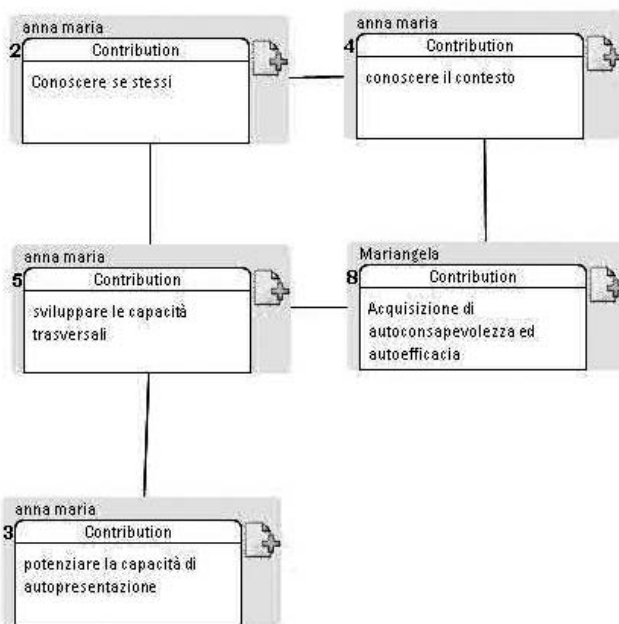 anna maria
2
Contribution
Conoscere se stessi
anna maria
4
Contribution
conoscere il contesto
anna maria
5
Contribution
sviluppare le capacità
trasversali
Mariangela
8
Contribution
Acquisizione di
autoconsapevolezza ed
autoefficacia
anna maria
3
Contribution
potenziare la capacità di
autopresentazione